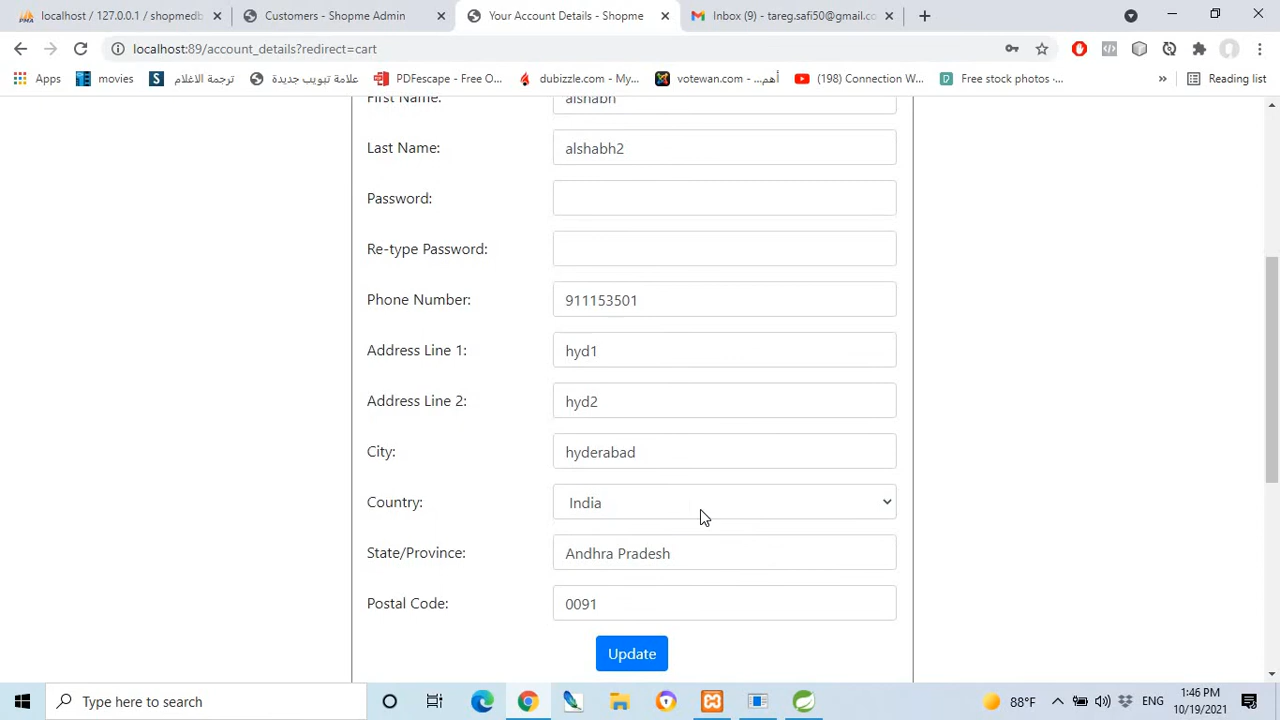 localhost / 127.0.0.1 / shopmedb
Customers - Shopme Admin
Your Account Details - Shopme
Inbox (9) - tareg.safi50@gmail.co
localhost:89/account_details?redirect=cart
Apps
movies
ترجمة الاغلام
علامة تبويب جديدة
PDFescape - Free O...
dubizzle.com - My...
votewan.com - أهم...
(198) Connection W...
Free stock photos ·...
»
Reading list
First Name:
alshabh
Last Name:
alshabh2
Password:
Re-type Password:
Phone Number:
911153501
Address Line 1:
hyd1
Address Line 2:
hyd2
City:
hyderabad
Country:
India
State/Province:
Andhra Pradesh
Postal Code:
0091
Update
Type here to search
88°F
ENG
1:46 PM
10/19/2021